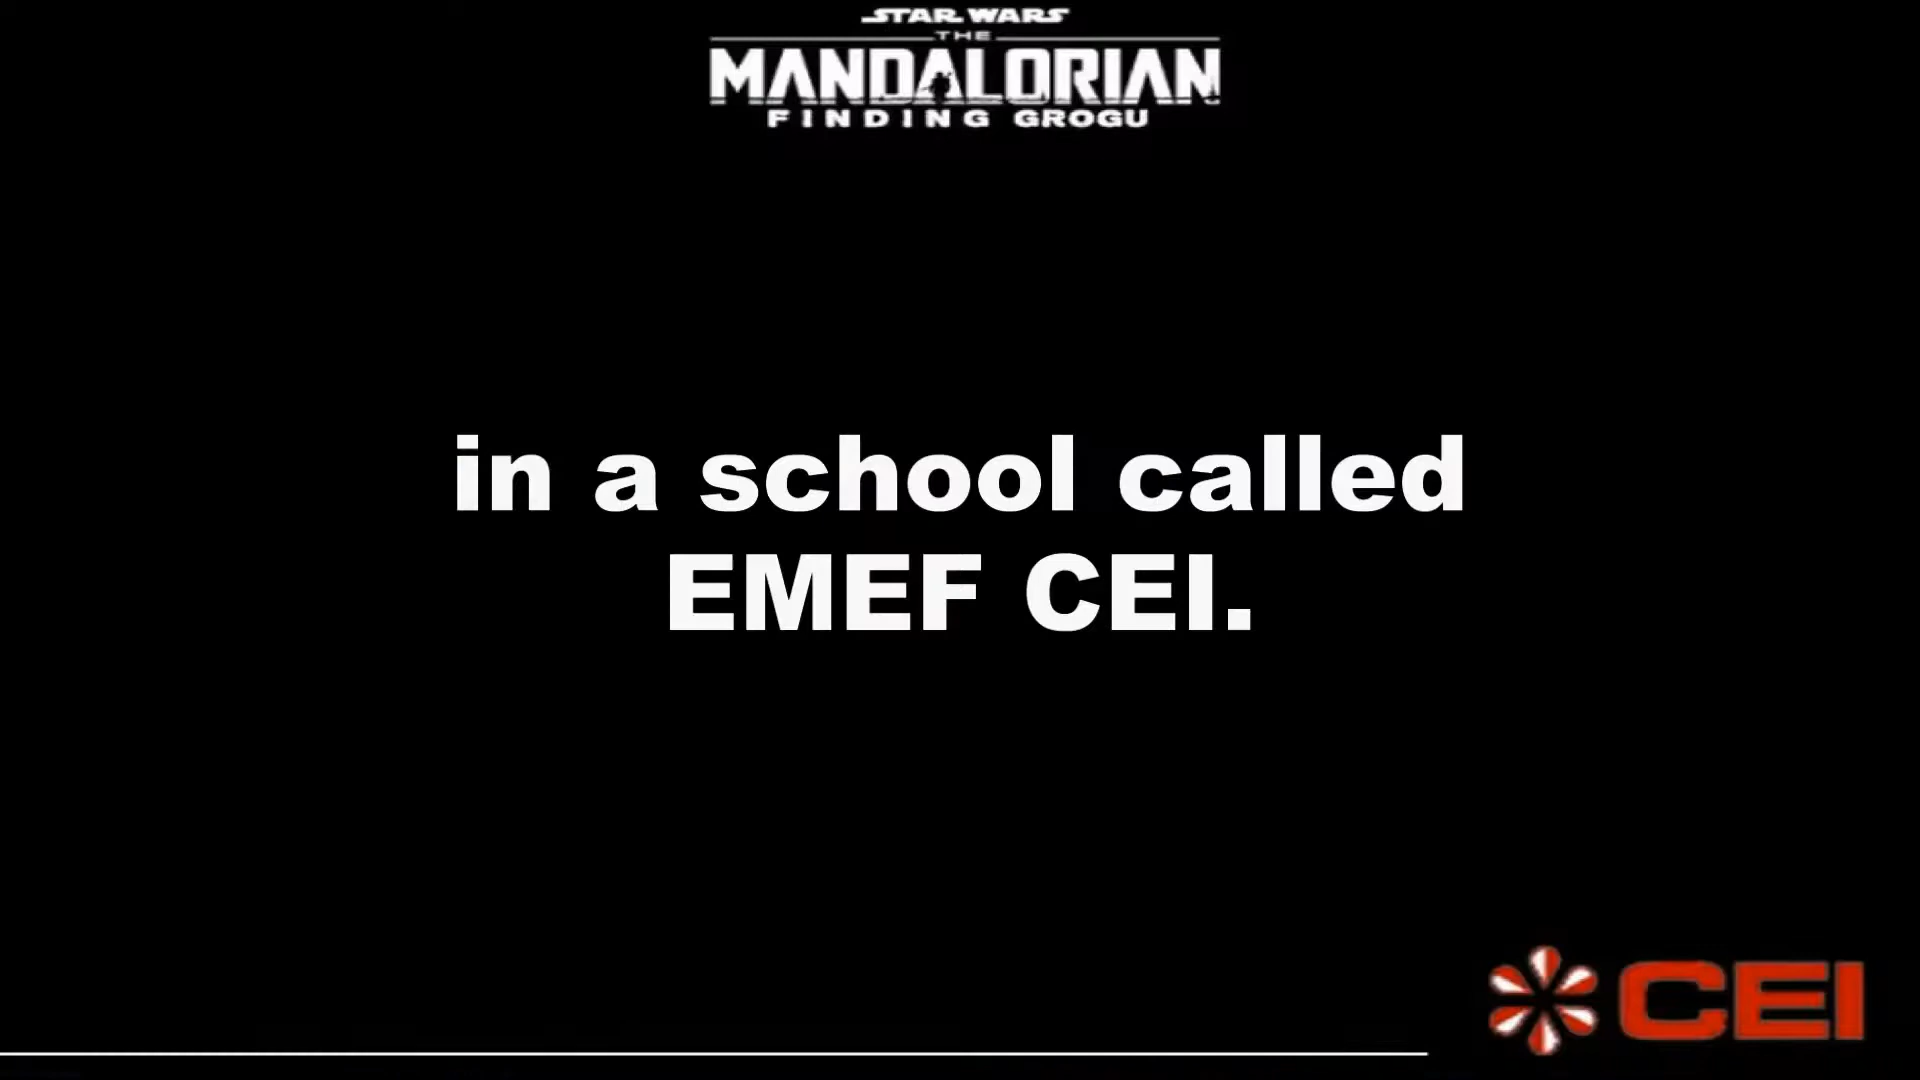 STAR WARS
THE
MANDALORIAN
FINDING GROGU
in a school called
EMEF CEI.
CEI